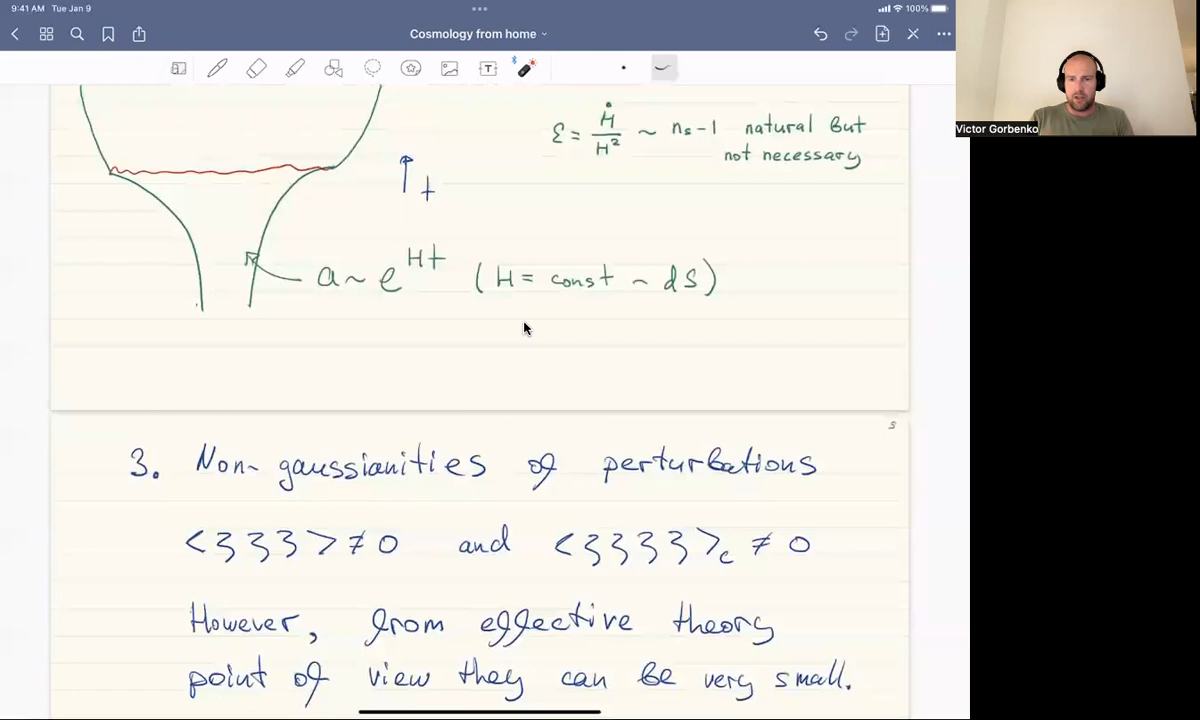 9:41 AM Tue Jan 9
100%
Cosmology from home
Victor Gorbenko
ε = Ḣ/H² ~ ns-1 natural but
not necessary
t
a ~ e^{Ht} (H = const ~ dS)
5
3. Non-gaussianities of perturbations
<ζζζ> ≠ 0 and <ζζζζ>c ≠ 0
However, from effective theory
point of view they can be very small.